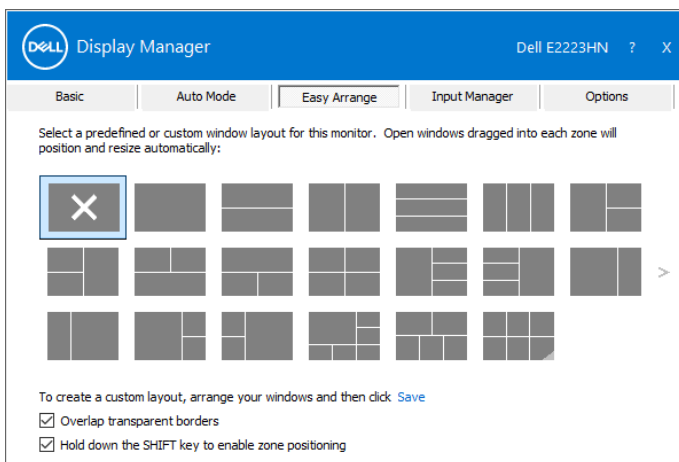 DELL Display Manager Dell E2223HN ? X
Basic Auto Mode Easy Arrange Input Manager Options
Select a predefined or custom window layout for this monitor. Open windows dragged into each zone will
position and resize automatically:
>
To create a custom layout, arrange your windows and then click Save
Overlap transparent borders
Hold down the SHIFT key to enable zone positioning